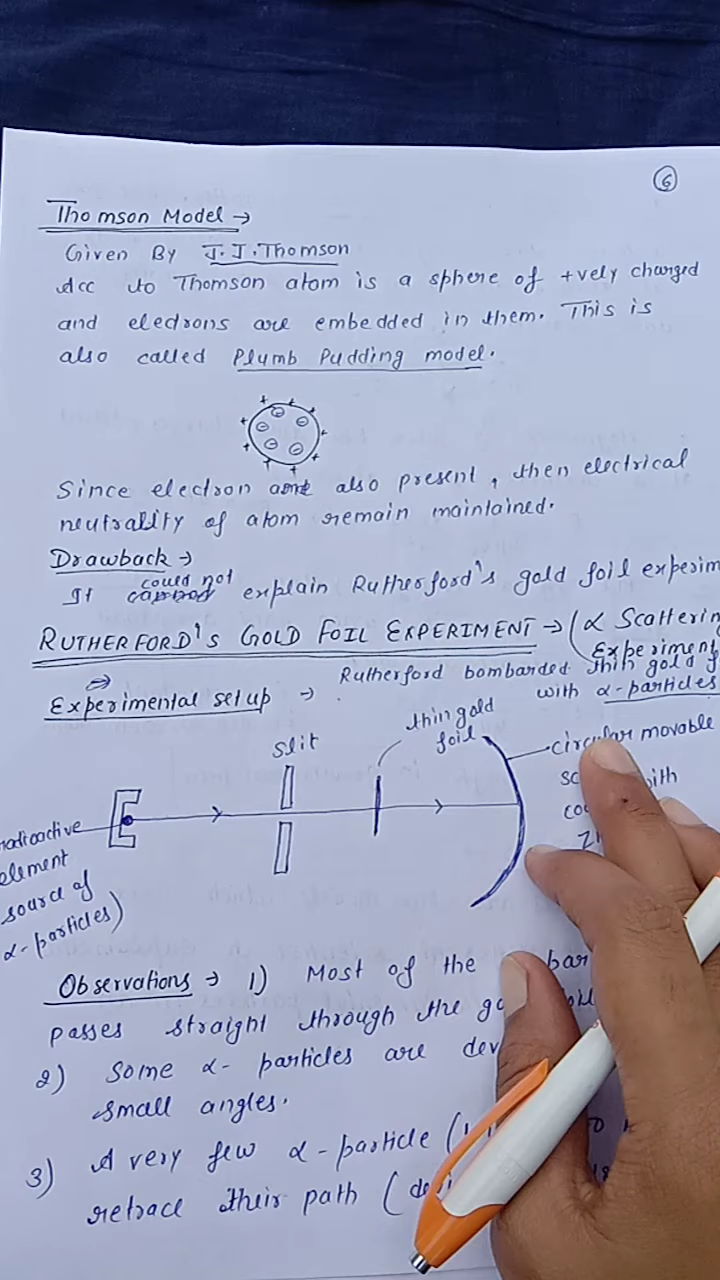 6
Thomson Model →
Given By J.J.Thomson
Acc to Thomson atom is a sphere of +vely charged
and electrons are embedded in them. This is
also called Plumb Pudding model.
Since electron are also present, then electrical
neutrality of atom remain maintained.
Drawback →
It could not explain Rutherford's gold foil experim
RUTHERFORD'S GOLD FOIL EXPERIMENT → (α Scatterin
Experiment
Experimental setup →
Rutherford bombarded thin gold f
with α-particles
slit
thin gold
foil
circular movable
radioactive
element
source of
α-particles)
Observations → 1) Most of the
passes straight through the
2) Some α- particles are
small angles.
3) A very few α-particle
retrace their path (